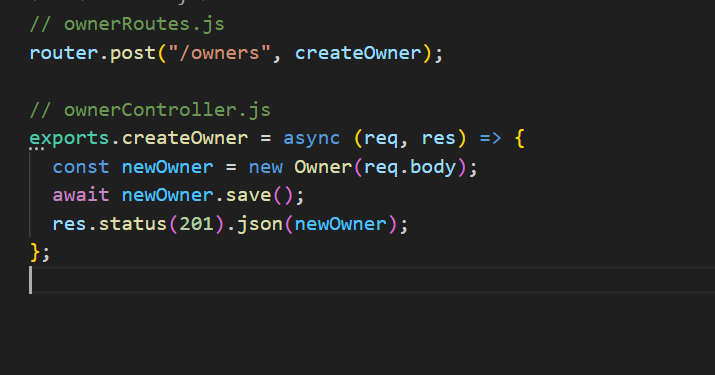 // ownerRoutes.js
router.post("/owners", createOwner);
// ownerController.js
exports.createOwner = async (req, res) => {
const newOwner = new Owner(req.body);
await newOwner.save();
res.status(201).json(newOwner);
};